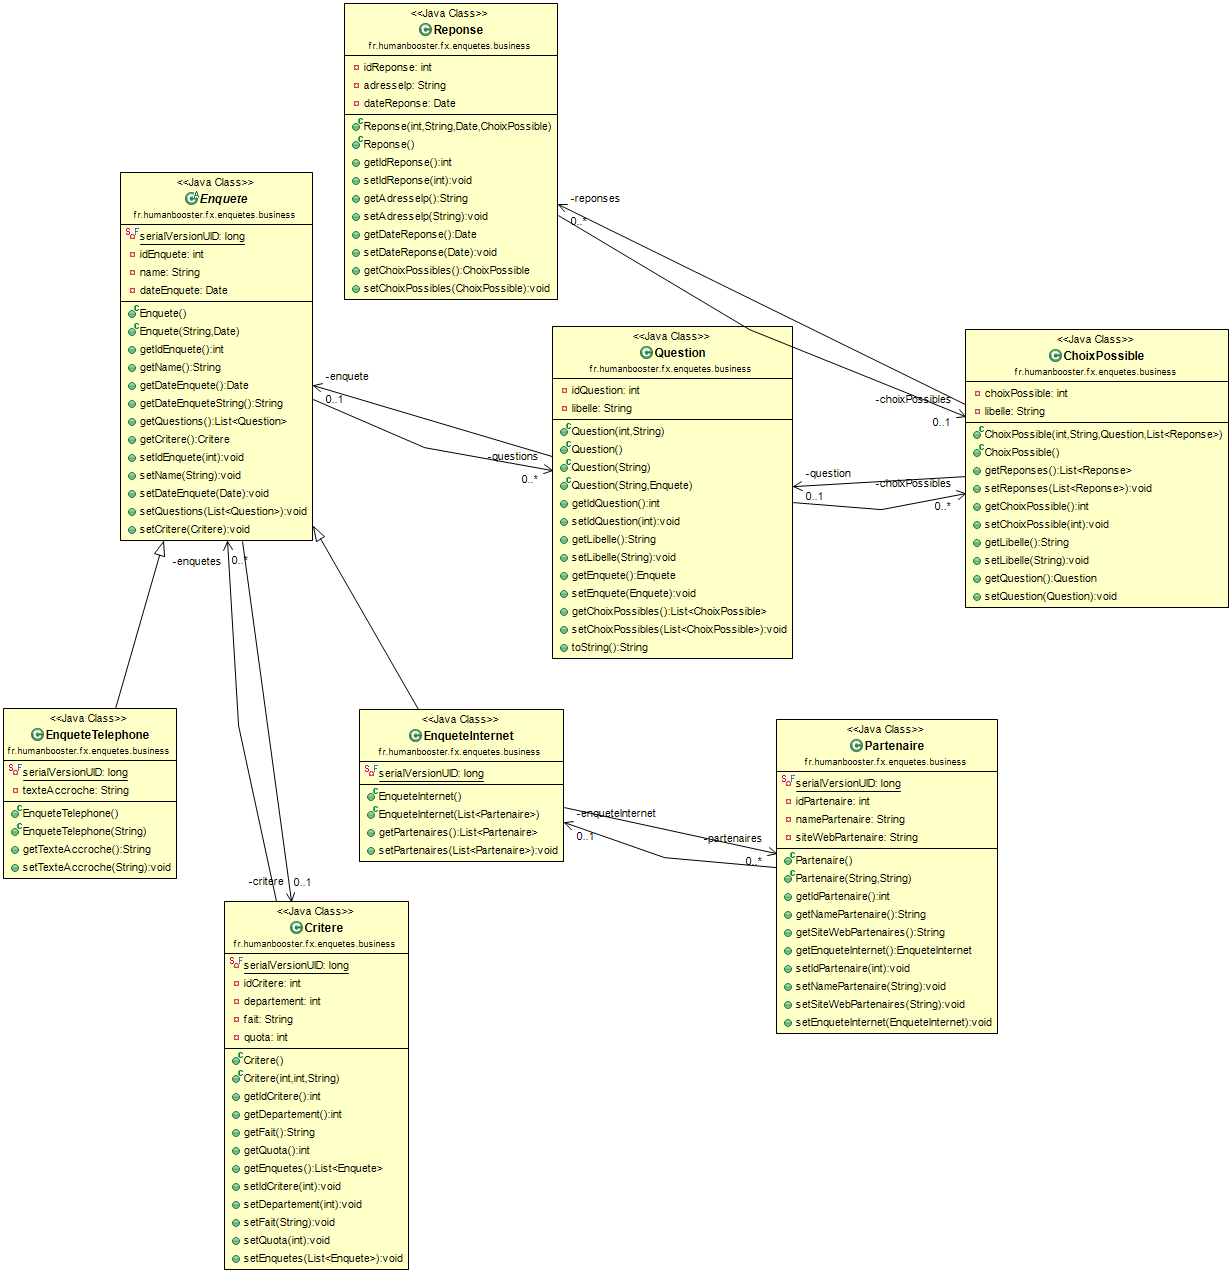 <<Java Class>>
Reponse
fr.humanbooster.fx.enquetes.business
idReponse: int
adresseIp: String
dateReponse: Date
Reponse(int,String,Date,ChoixPossible)
Reponse()
getIdReponse():int
setIdReponse(int):void
getAdresseIp():String
setAdresseIp(String):void
getDateReponse():Date
setDateReponse(Date):void
getChoixPossibles():ChoixPossible
setChoixPossibles(ChoixPossible):void
-reponses
0..*
<<Java Class>>
Enquete
fr.humanbooster.fx.enquetes.business
serialVersionUID: long
idEnquete: int
name: String
dateEnquete: Date
Enquete()
Enquete(String,Date)
getIdEnquete():int
getName():String
getDateEnquete():Date
getDateEnqueteString():String
getQuestions():List<Question>
getCritere():Critere
setIdEnquete(int):void
setName(String):void
setDateEnquete(Date):void
setQuestions(List<Question>):void
setCritere(Critere):void
-enquete
0..1
-questions
0..*
<<Java Class>>
Question
fr.humanbooster.fx.enquetes.business
idQuestion: int
libelle: String
Question(int,String)
Question()
Question(String)
Question(String,Enquete)
getIdQuestion():int
setIdQuestion(int):void
getLibelle():String
setLibelle(String):void
getEnquete():Enquete
setEnquete(Enquete):void
getChoixPossibles():List<ChoixPossible>
setChoixPossibles(List<ChoixPossible>):void
toString():String
-choixPossibles
0..1
-question
0..1
-choixPossibles
0..*
<<Java Class>>
ChoixPossible
fr.humanbooster.fx.enquetes.business
choixPossible: int
libelle: String
ChoixPossible(int,String,Question,List<Reponse>)
ChoixPossible()
getReponses():List<Reponse>
setReponses(List<Reponse>):void
getChoixPossible():int
setChoixPossible(int):void
getLibelle():String
setLibelle(String):void
getQuestion():Question
setQuestion(Question):void
-enquetes
0..*
<<Java Class>>
EnqueteTelephone
fr.humanbooster.fx.enquetes.business
serialVersionUID: long
texteAccroche: String
EnqueteTelephone()
EnqueteTelephone(String)
getTexteAccroche():String
setTexteAccroche(String):void
<<Java Class>>
EnqueteInternet
fr.humanbooster.fx.enquetes.business
serialVersionUID: long
EnqueteInternet()
EnqueteInternet(List<Partenaire>)
getPartenaires():List<Partenaire>
setPartenaires(List<Partenaire>):void
-enqueteInternet
0..1
-partenaires
0..*
<<Java Class>>
Partenaire
fr.humanbooster.fx.enquetes.business
serialVersionUID: long
idPartenaire: int
namePartenaire: String
siteWebPartenaire: String
Partenaire()
Partenaire(String,String)
getIdPartenaire():int
getNamePartenaire():String
getSiteWebPartenaires():String
getEnqueteInternet():EnqueteInternet
setIdPartenaire(int):void
setNamePartenaire(String):void
setSiteWebPartenaires(String):void
setEnqueteInternet(EnqueteInternet):void
-critere
0..1
<<Java Class>>
Critere
fr.humanbooster.fx.enquetes.business
serialVersionUID: long
idCritere: int
departement: int
fait: String
quota: int
Critere()
Critere(int,int,String)
getIdCritere():int
getDepartement():int
getFait():String
getQuota():int
getEnquetes():List<Enquete>
setIdCritere(int):void
setDepartement(int):void
setFait(String):void
setQuota(int):void
setEnquetes(List<Enquete>):void